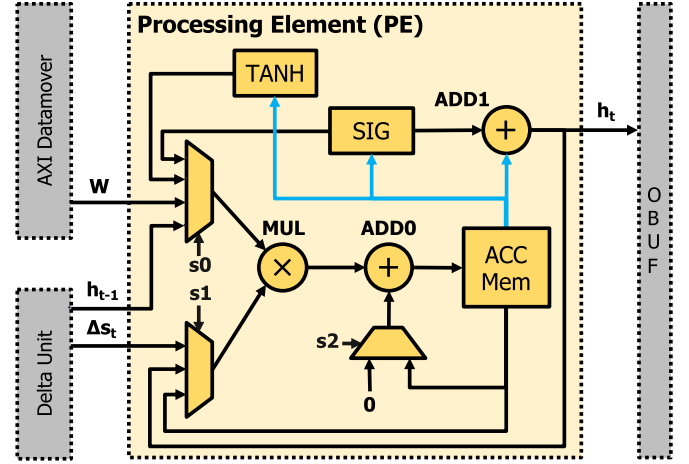 Processing Element (PE)
AXI Datamover
TANH
ADD1
SIG
+
h_t
W
MUL
ADD0
O
B
U
F
s0
×
+
ACC
Mem
h_{t-1}
s1
Δs_t
s2
Delta Unit
0